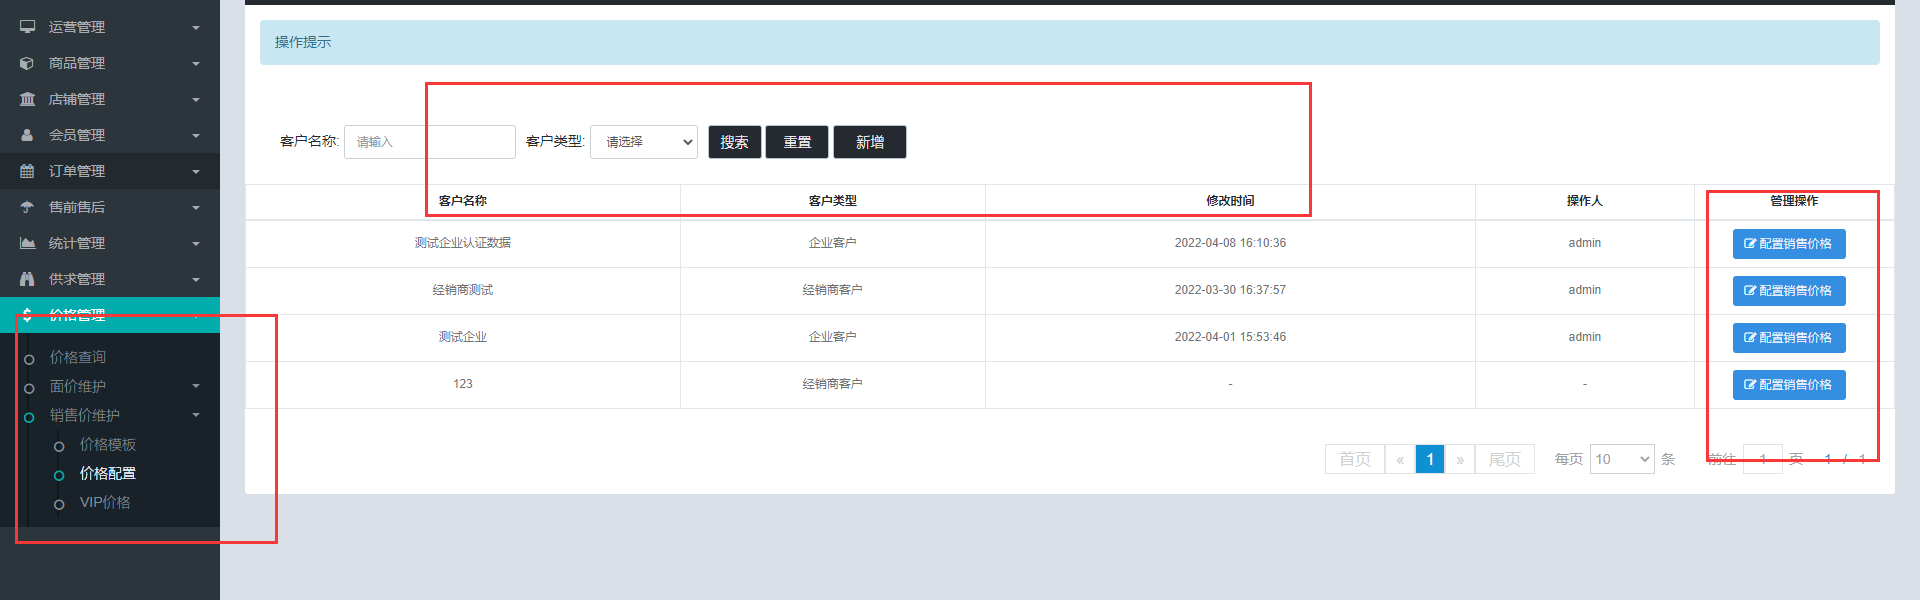 运营管理
商品管理
店铺管理
会员管理
订单管理
售前售后
统计管理
供求管理
价格管理
价格查询
面价维护
销售价维护
价格模板
价格配置
VIP价格
操作提示
客户名称: 请输入 客户类型: 请选择 搜索 重置 新增
客户名称 客户类型 修改时间 操作人 管理操作
测试企业认证数据 企业客户 2022-04-08 16:10:36 admin 配置销售价格
经销商测试 经销商客户 2022-03-30 16:37:57 admin 配置销售价格
测试企业 企业客户 2022-04-01 15:53:46 admin 配置销售价格
123 经销商客户 - - 配置销售价格
首页 « 1 » 尾页 每页 10 条 前往 1 页 1 / 1